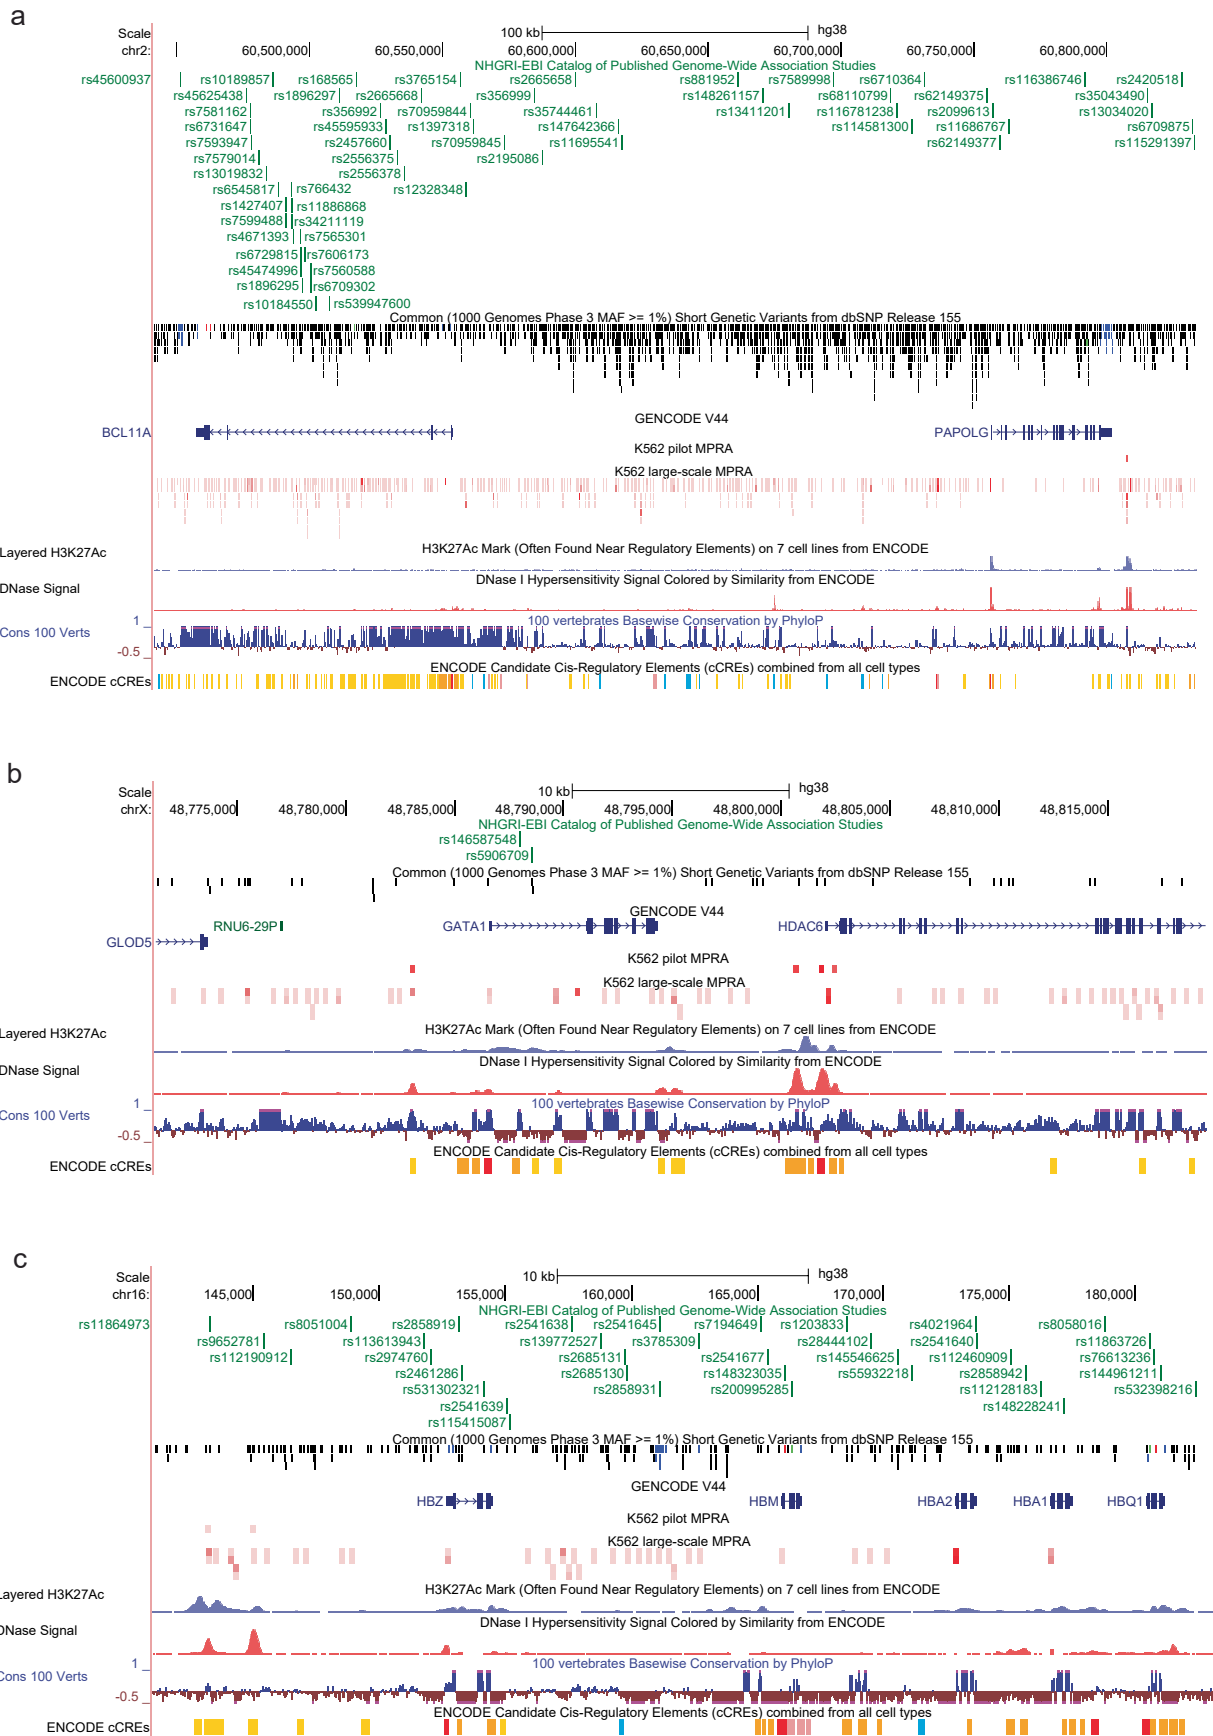 a
Scale 100 kb hg38
chr2: 60,500,000 60,550,000 60,600,000 60,650,000 60,700,000 60,750,000 60,800,000
NHGRI-EBI Catalog of Published Genome-Wide Association Studies
rs45600937 rs10189857 rs168565 rs3765154 rs2665658 rs881952 rs7589998 rs6710364 rs116386746 rs2420518
rs45625438 rs1896297 rs2665668 rs356999 rs148261157 rs68110799 rs62149375 rs35043490
rs7581162 rs356992 rs70959844 rs35744461 rs13411201 rs116781238 rs2099613 rs13034020
rs6731647 rs45595933 rs1397318 rs147642366 rs114581300 rs11686767 rs6709875
rs7593947 rs2457660 rs70959845 rs11695541 rs62149377 rs115291397
rs7579014 rs2556375 rs2195086
rs13019832 rs2556378
rs6545817 rs766432 rs12328348
rs1427407 rs11886868
rs7599488 rs34211119
rs4671393 rs7565301
rs6729815 rs7606173
rs45474996 rs7560588
rs1896295 rs6709302
rs10184550 rs539947600
Common (1000 Genomes Phase 3 MAF >= 1%) Short Genetic Variants from dbSNP Release 155
GENCODE V44
BCL11A PAPOLG
K562 pilot MPRA
K562 large-scale MPRA
Layered H3K27Ac H3K27Ac Mark (Often Found Near Regulatory Elements) on 7 cell lines from ENCODE
DNase Signal DNase I Hypersensitivity Signal Colored by Similarity from ENCODE
1 100 vertebrates Basewise Conservation by PhyloP
Cons 100 Verts
-0.5
ENCODE Candidate Cis-Regulatory Elements (cCREs) combined from all cell types
ENCODE cCREs
b
Scale 10 kb hg38
chrX: 48,775,000 48,780,000 48,785,000 48,790,000 48,795,000 48,800,000 48,805,000 48,810,000 48,815,000
NHGRI-EBI Catalog of Published Genome-Wide Association Studies
rs146587548
rs5906709
Common (1000 Genomes Phase 3 MAF >= 1%) Short Genetic Variants from dbSNP Release 155
GENCODE V44
RNU6-29P GATA1 HDAC6
GLOD5
K562 pilot MPRA
K562 large-scale MPRA
Layered H3K27Ac H3K27Ac Mark (Often Found Near Regulatory Elements) on 7 cell lines from ENCODE
DNase Signal DNase I Hypersensitivity Signal Colored by Similarity from ENCODE
1 100 vertebrates Basewise Conservation by PhyloP
Cons 100 Verts
-0.5
ENCODE Candidate Cis-Regulatory Elements (cCREs) combined from all cell types
ENCODE cCREs
c
Scale 10 kb hg38
chr16: 145,000 150,000 155,000 160,000 165,000 170,000 175,000 180,000
NHGRI-EBI Catalog of Published Genome-Wide Association Studies
rs11864973 rs8051004 rs2858919 rs2541638 rs2541645 rs7194649 rs1203833 rs4021964 rs8058016
rs9652781 rs113613943 rs139772527 rs3785309 rs28444102 rs2541640 rs11863726
rs112190912 rs2974760 rs2685131 rs2541677 rs145546625 rs112460909 rs76613236
rs2461286 rs2685130 rs148323035 rs55932218 rs2858942 rs144961211
rs531302321 rs2858931 rs200995285 rs112128183 rs532398216
rs2541639 rs148228241
rs115415087
Common (1000 Genomes Phase 3 MAF >= 1%) Short Genetic Variants from dbSNP Release 155
GENCODE V44
HBZ HBM HBA2 HBA1 HBQ1
K562 pilot MPRA
K562 large-scale MPRA
Layered H3K27Ac H3K27Ac Mark (Often Found Near Regulatory Elements) on 7 cell lines from ENCODE
DNase Signal DNase I Hypersensitivity Signal Colored by Similarity from ENCODE
1 100 vertebrates Basewise Conservation by PhyloP
Cons 100 Verts
-0.5
ENCODE Candidate Cis-Regulatory Elements (cCREs) combined from all cell types
ENCODE cCREs